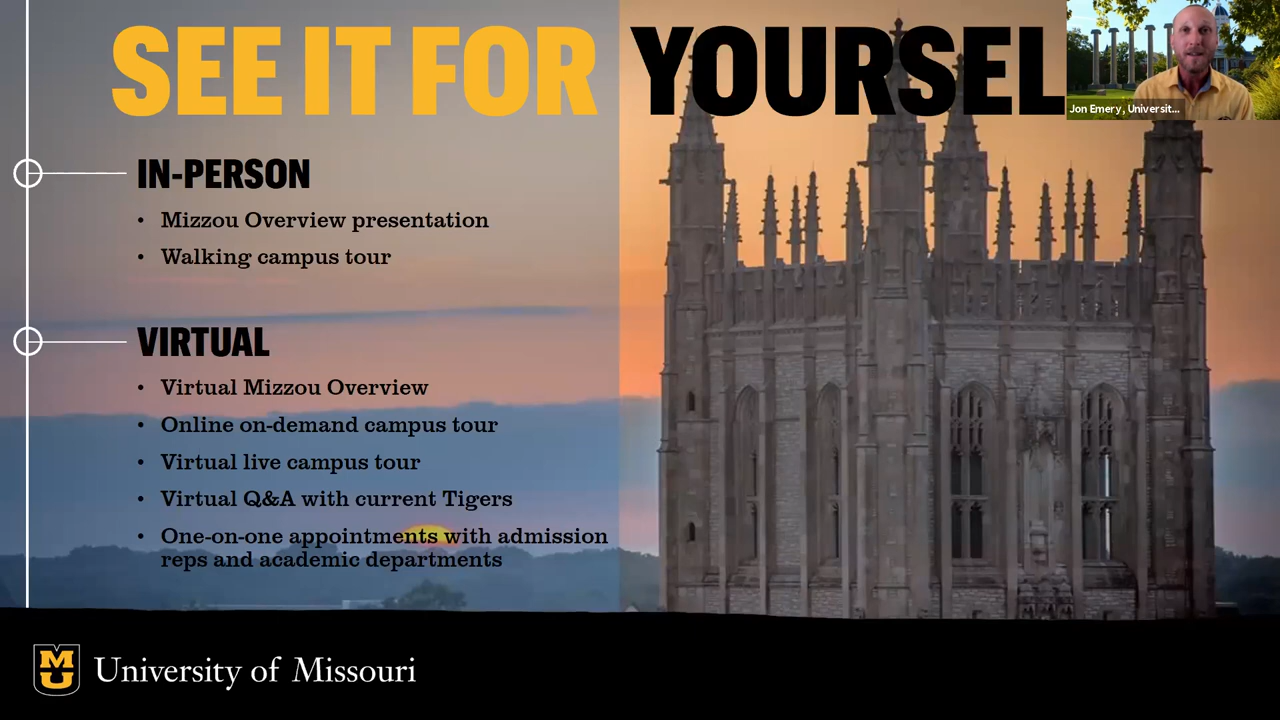 SEE IT FOR YOURSEL
Jon Emery, Universit...
IN-PERSON
• Mizzou Overview presentation
• Walking campus tour
VIRTUAL
• Virtual Mizzou Overview
• Online on-demand campus tour
• Virtual live campus tour
• Virtual Q&A with current Tigers
• One-on-one appointments with admission
reps and academic departments
MU
University of Missouri